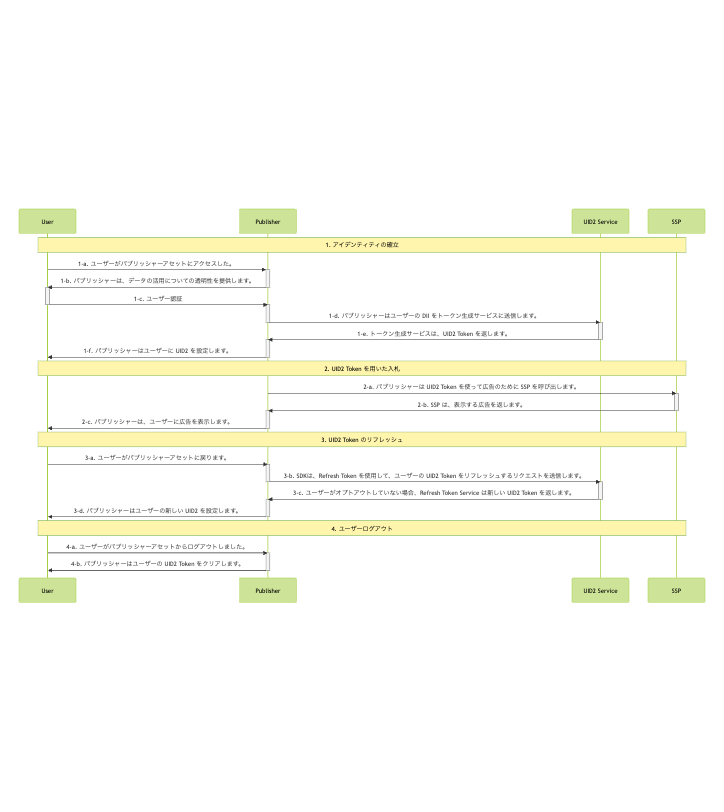 User Publisher UID2 Service SSP
1. アイデンティティの確立
1-a. ユーザーがパブリッシャーアセットにアクセスした。
1-b. パブリッシャーは、データの活用についての透明性を提供します。
1-c. ユーザー認証
1-d. パブリッシャーはユーザーの DII をトークン生成サービスに送信します。
1-e. トークン生成サービスは、UID2 Token を返します。
1-f. パブリッシャーはユーザーに UID2 を設定します。
2. UID2 Token を用いた入札
2-a. パブリッシャーは UID2 Token を使って広告のために SSP を呼び出します。
2-b. SSP は、表示する広告を返します。
2-c. パブリッシャーは、ユーザーに広告を表示します。
3. UID2 Token のリフレッシュ
3-a. ユーザーがパブリッシャーアセットに戻ります。
3-b. SDKは、Refresh Token を使用して、ユーザーの UID2 Token をリフレッシュするリクエストを送信します。
3-c. ユーザーがオプトアウトしていない場合、Refresh Token Service は新しい UID2 Token を返します。
3-d. パブリッシャーはユーザーの新しい UID2 を設定します。
4. ユーザーログアウト
4-a. ユーザーがパブリッシャーアセットからログアウトしました。
4-b. パブリッシャーはユーザーの UID2 Token をクリアします。
User Publisher UID2 Service SSP